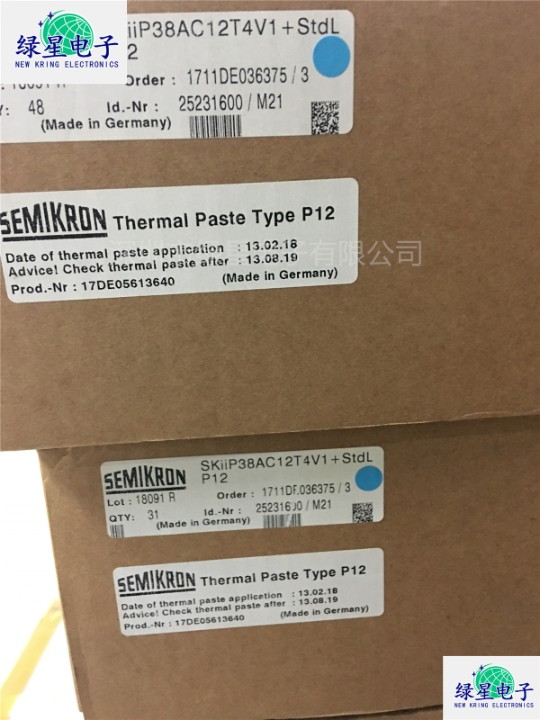 绿星电子
NEW KRING ELECTRONICS
iiP38AC12T4V1+StdL
12
Order : 1711DE036375 / 3
Y: 48
Id.-Nr : 25231600 / M21
(Made in Germany)
SEMIKRON Thermal Paste Type P12
Date of thermal paste application : 13.02.18
Advice! Check thermal paste after : 13.08.19
Prod.-Nr : 17DE05613640 (Made in Germany)
有限公司
SEMIKRON
SKiiP38AC12T4V1+StdL
P12
Lot : 18091 R
Order : 1711DE036375 / 3
QTY: 31
Id.-Nr : 25231600 / M21
(Made in Germany)
SEMIKRON Thermal Paste Type P12
Date of thermal paste application : 13.02.18
Advice! Check thermal paste after : 13.08.19
Prod.-Nr : 17DE05613640 (Made in Germany)
绿星电子
NEW KRING ELECTRONICS